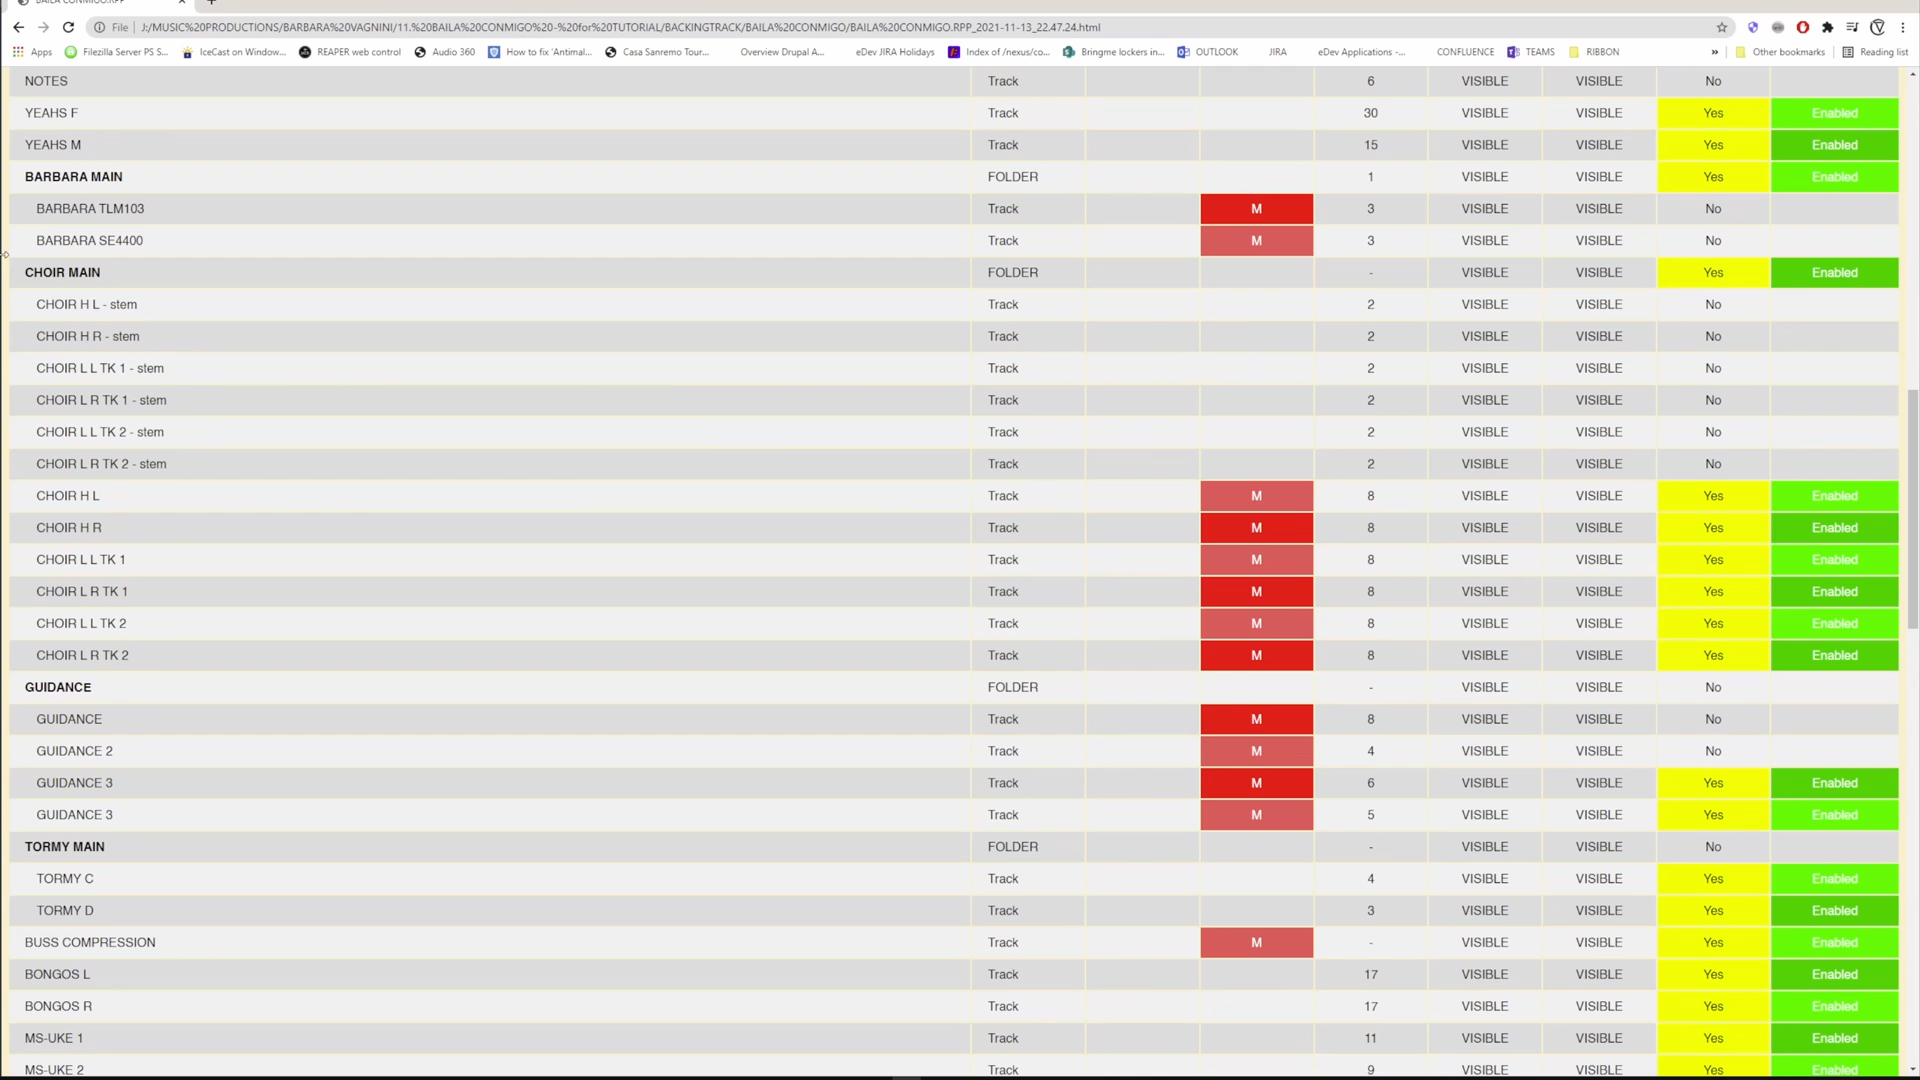 BAILA CONMIGO.RPP
File J:/MUSIC%20PRODUCTIONS/BARBARA%20VAGNINI/11.%20BAILA%20CONMIGO%20-%20for%20TUTORIAL/BACKINGTRACK/BAILA%20CONMIGO/BAILA%20CONMIGO.RPP_2021-11-13_22.47.24.html
Apps Filezilla Server PS S... IceCast on Window... REAPER web control Audio 360 How to fix 'Animal... Casa Sanremo Tour... Overview Drupal A... eDev JIRA Holidays Index of /nexus/co... Bringme lockers in... OUTLOOK JIRA eDev Applications -... CONFLUENCE TEAMS RIBBON » Other bookmarks Reading list
NOTES Track 6 VISIBLE VISIBLE No
YEAHS F Track 30 VISIBLE VISIBLE Yes Enabled
YEAHS M Track 15 VISIBLE VISIBLE Yes Enabled
BARBARA MAIN FOLDER 1 VISIBLE VISIBLE Yes Enabled
BARBARA TLM103 Track M 3 VISIBLE VISIBLE No
BARBARA SE4400 Track M 3 VISIBLE VISIBLE No
CHOIR MAIN FOLDER - VISIBLE VISIBLE Yes Enabled
CHOIR H L - stem Track 2 VISIBLE VISIBLE No
CHOIR H R - stem Track 2 VISIBLE VISIBLE No
CHOIR L L TK 1 - stem Track 2 VISIBLE VISIBLE No
CHOIR L R TK 1 - stem Track 2 VISIBLE VISIBLE No
CHOIR L L TK 2 - stem Track 2 VISIBLE VISIBLE No
CHOIR L R TK 2 - stem Track 2 VISIBLE VISIBLE No
CHOIR H L Track M 8 VISIBLE VISIBLE Yes Enabled
CHOIR H R Track M 8 VISIBLE VISIBLE Yes Enabled
CHOIR L L TK 1 Track M 8 VISIBLE VISIBLE Yes Enabled
CHOIR L R TK 1 Track M 8 VISIBLE VISIBLE Yes Enabled
CHOIR L L TK 2 Track M 8 VISIBLE VISIBLE Yes Enabled
CHOIR L R TK 2 Track M 8 VISIBLE VISIBLE Yes Enabled
GUIDANCE FOLDER - VISIBLE VISIBLE No
GUIDANCE Track M 8 VISIBLE VISIBLE No
GUIDANCE 2 Track M 4 VISIBLE VISIBLE No
GUIDANCE 3 Track M 6 VISIBLE VISIBLE Yes Enabled
GUIDANCE 3 Track M 5 VISIBLE VISIBLE Yes Enabled
TORMY MAIN FOLDER - VISIBLE VISIBLE No
TORMY C Track 4 VISIBLE VISIBLE Yes Enabled
TORMY D Track 3 VISIBLE VISIBLE Yes Enabled
BUSS COMPRESSION Track M - VISIBLE VISIBLE Yes Enabled
BONGOS L Track 17 VISIBLE VISIBLE Yes Enabled
BONGOS R Track 17 VISIBLE VISIBLE Yes Enabled
MS-UKE 1 Track 11 VISIBLE VISIBLE Yes Enabled
MS-UKE 2 Track 9 VISIBLE VISIBLE Yes Enabled